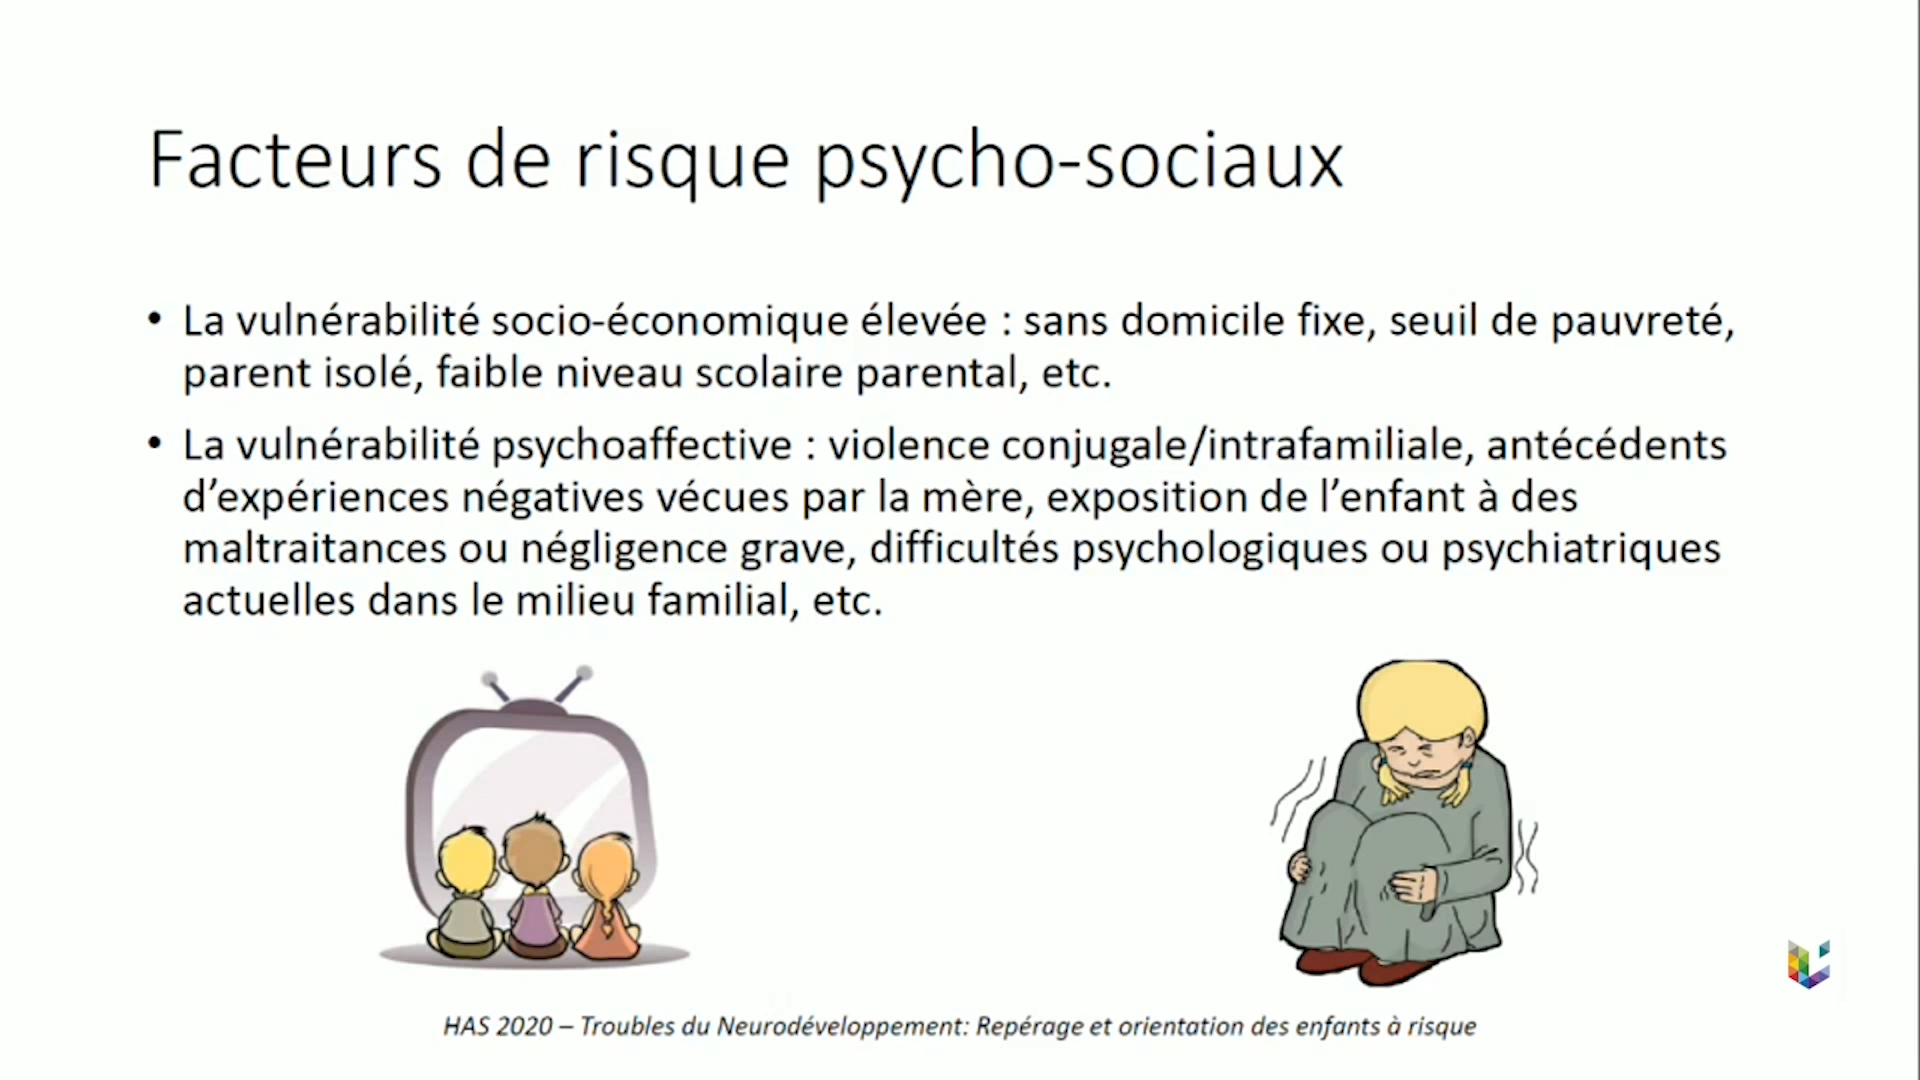 Facteurs de risque psycho-sociaux
• La vulnérabilité socio-économique élevée : sans domicile fixe, seuil de pauvreté,
parent isolé, faible niveau scolaire parental, etc.
• La vulnérabilité psychoaffective : violence conjugale/intrafamiliale, antécédents
d’expériences négatives vécues par la mère, exposition de l’enfant à des
maltraitances ou négligence grave, difficultés psychologiques ou psychiatriques
actuelles dans le milieu familial, etc.
HAS 2020 – Troubles du Neurodéveloppement: Repérage et orientation des enfants à risque